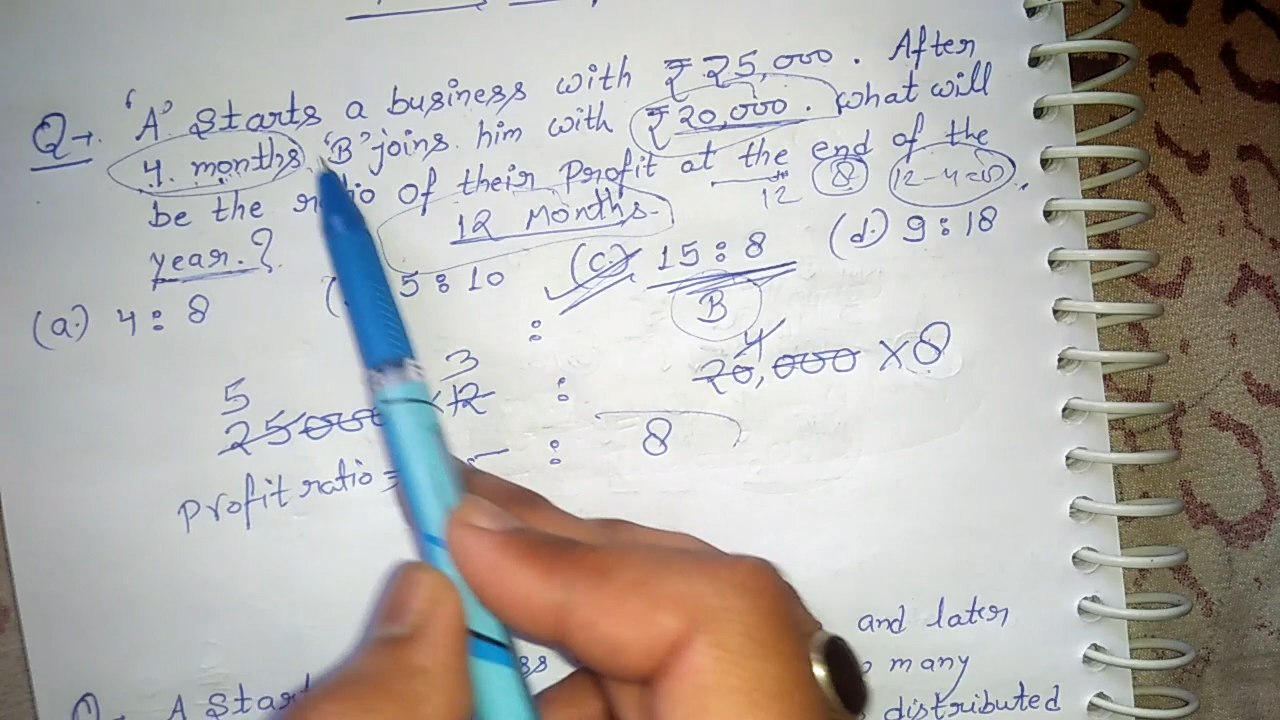 Q→. 'A' Starts a business with ₹ 25,000. After
4 months 'B' joins him with ₹ 20,000. what will
be the of their Profit at the end of the
year.?
12 Months.
12 8 12-4=8
(a.) 4 : 8 5 : 10 (c.) 15 : 8 (d.) 9 : 18
: B
5 3 4
25000 × 12 : 20,000 × 8
Profit ratio = : 8
and later
many
Q→ A Star distributed